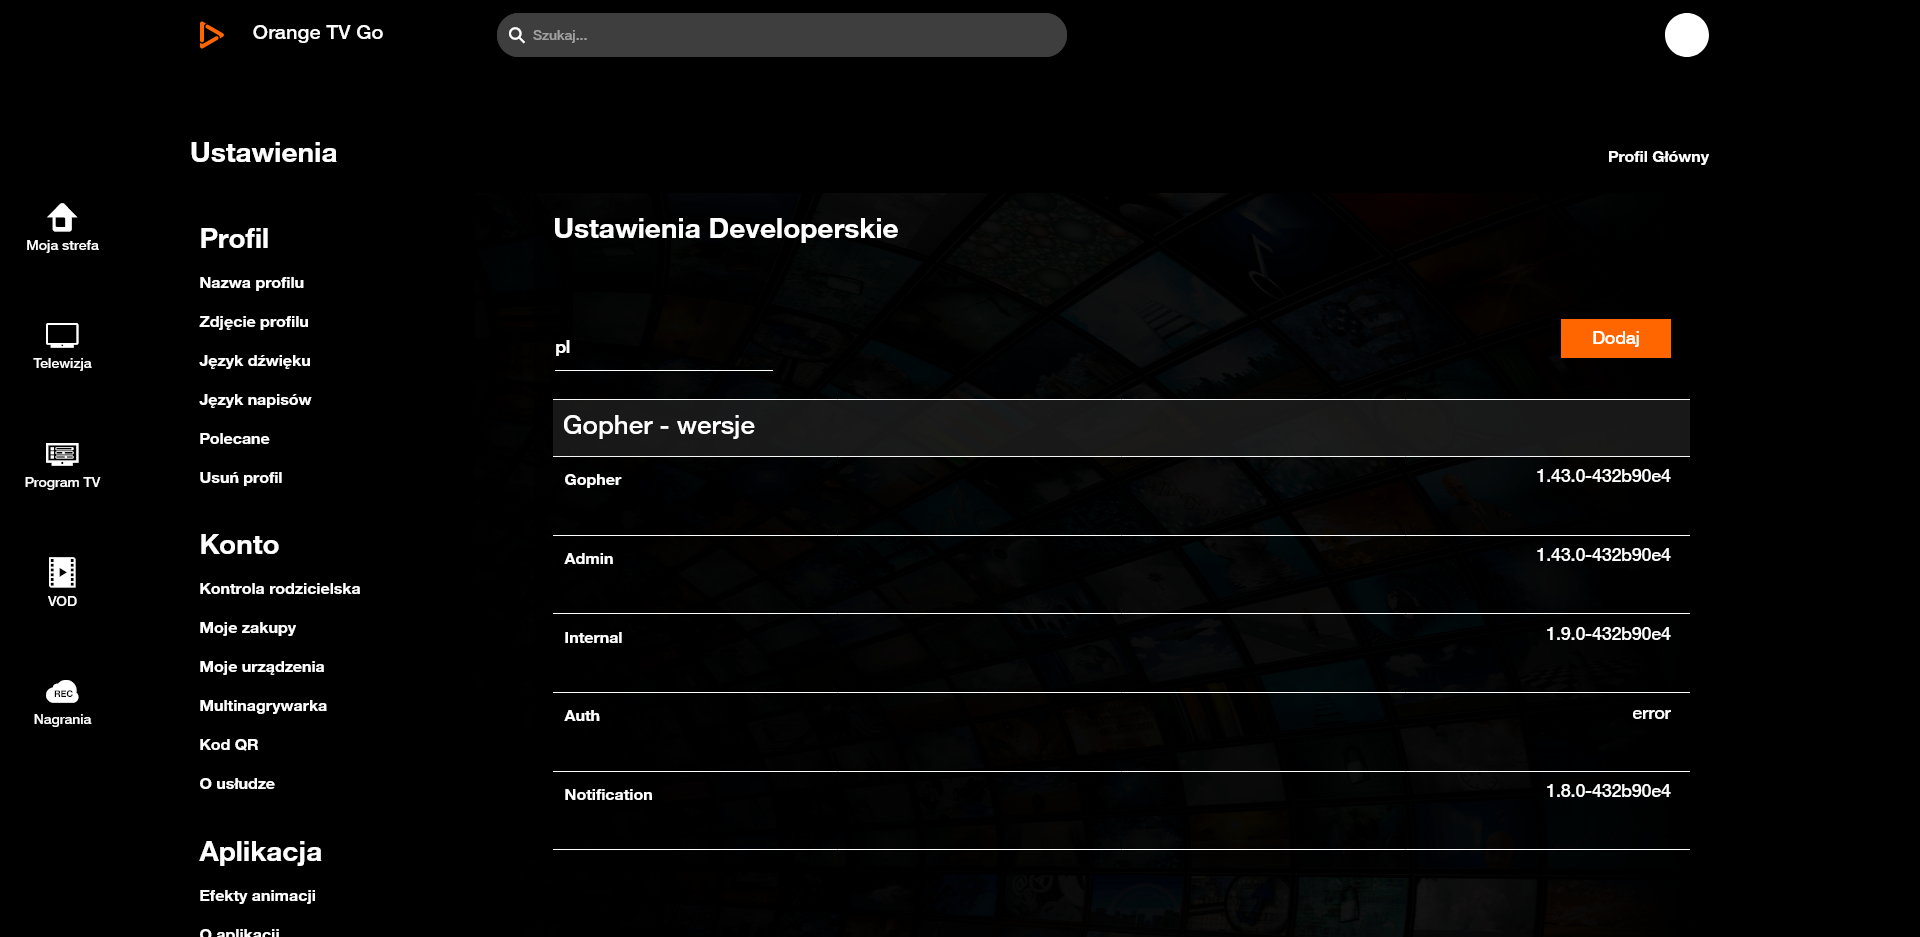 Orange TV Go
Szukaj...
Ustawienia
Profil Główny
Moja strefa
Telewizja
Program TV
VOD
REC
Nagrania
Profil
Nazwa profilu
Zdjęcie profilu
Język dźwięku
Język napisów
Polecane
Usuń profil
Konto
Kontrola rodzicielska
Moje zakupy
Moje urządzenia
Multinagrywarka
Kod QR
O usłudze
Aplikacja
Efekty animacji
O aplikacji
Ustawienia Developerskie
pl
Dodaj
Gopher - wersje
Gopher 1.43.0-432b90e4
Admin 1.43.0-432b90e4
Internal 1.9.0-432b90e4
Auth error
Notification 1.8.0-432b90e4